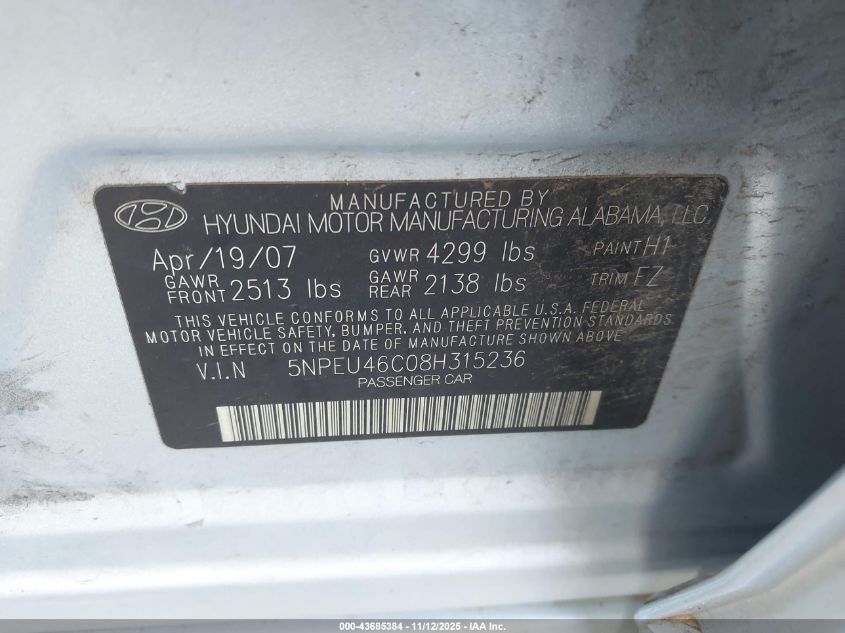 MANUFACTURED BY
HYUNDAI MOTOR MANUFACTURING ALABAMA, LLC.
Apr/19/07 GVWR 4299 lbs PAINT H1
GAWR FRONT 2513 lbs GAWR REAR 2138 lbs TRIM FZ
THIS VEHICLE CONFORMS TO ALL APPLICABLE U.S.A. FEDERAL
MOTOR VEHICLE SAFETY, BUMPER, AND THEFT PREVENTION STANDARDS
IN EFFECT ON THE DATE OF MANUFACTURE SHOWN ABOVE.
V.I.N 5NPEU46C08H315236
PASSENGER CAR
000-43685384 - 11/12/2025 - IAA Inc.